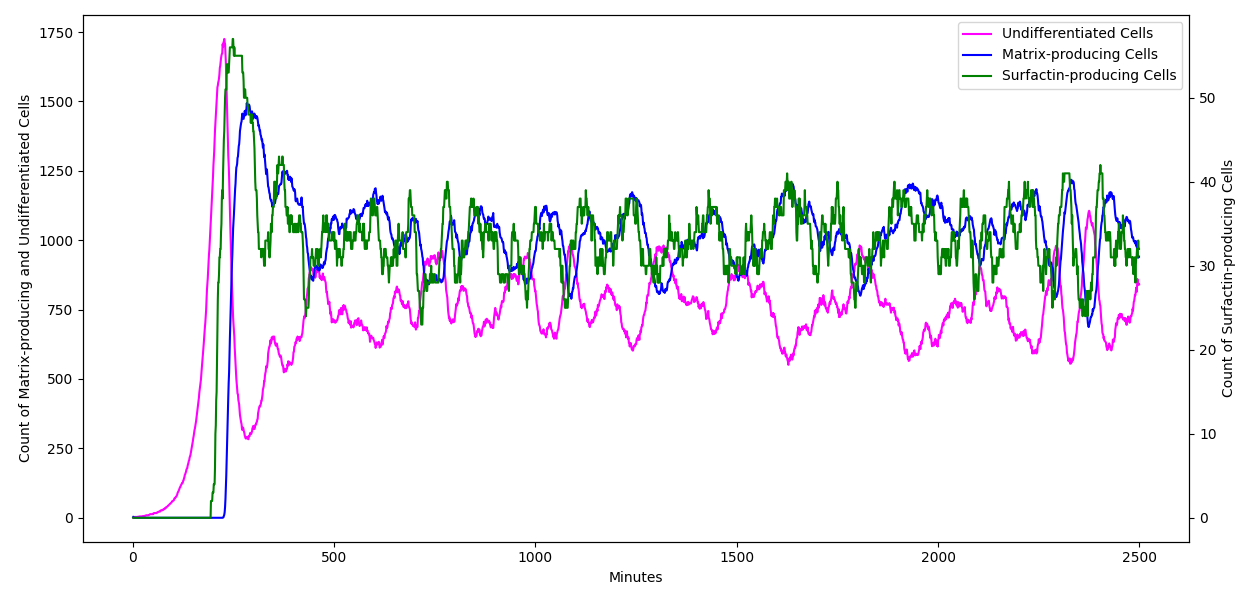 Undifferentiated Cells
Matrix-producing Cells
Surfactin-producing Cells
Count of Matrix-producing and Undifferentiated Cells
1750
1500
1250
1000
750
500
250
0
Count of Surfactin-producing Cells
50
40
30
20
10
0
0 500 1000 1500 2000 2500
Minutes